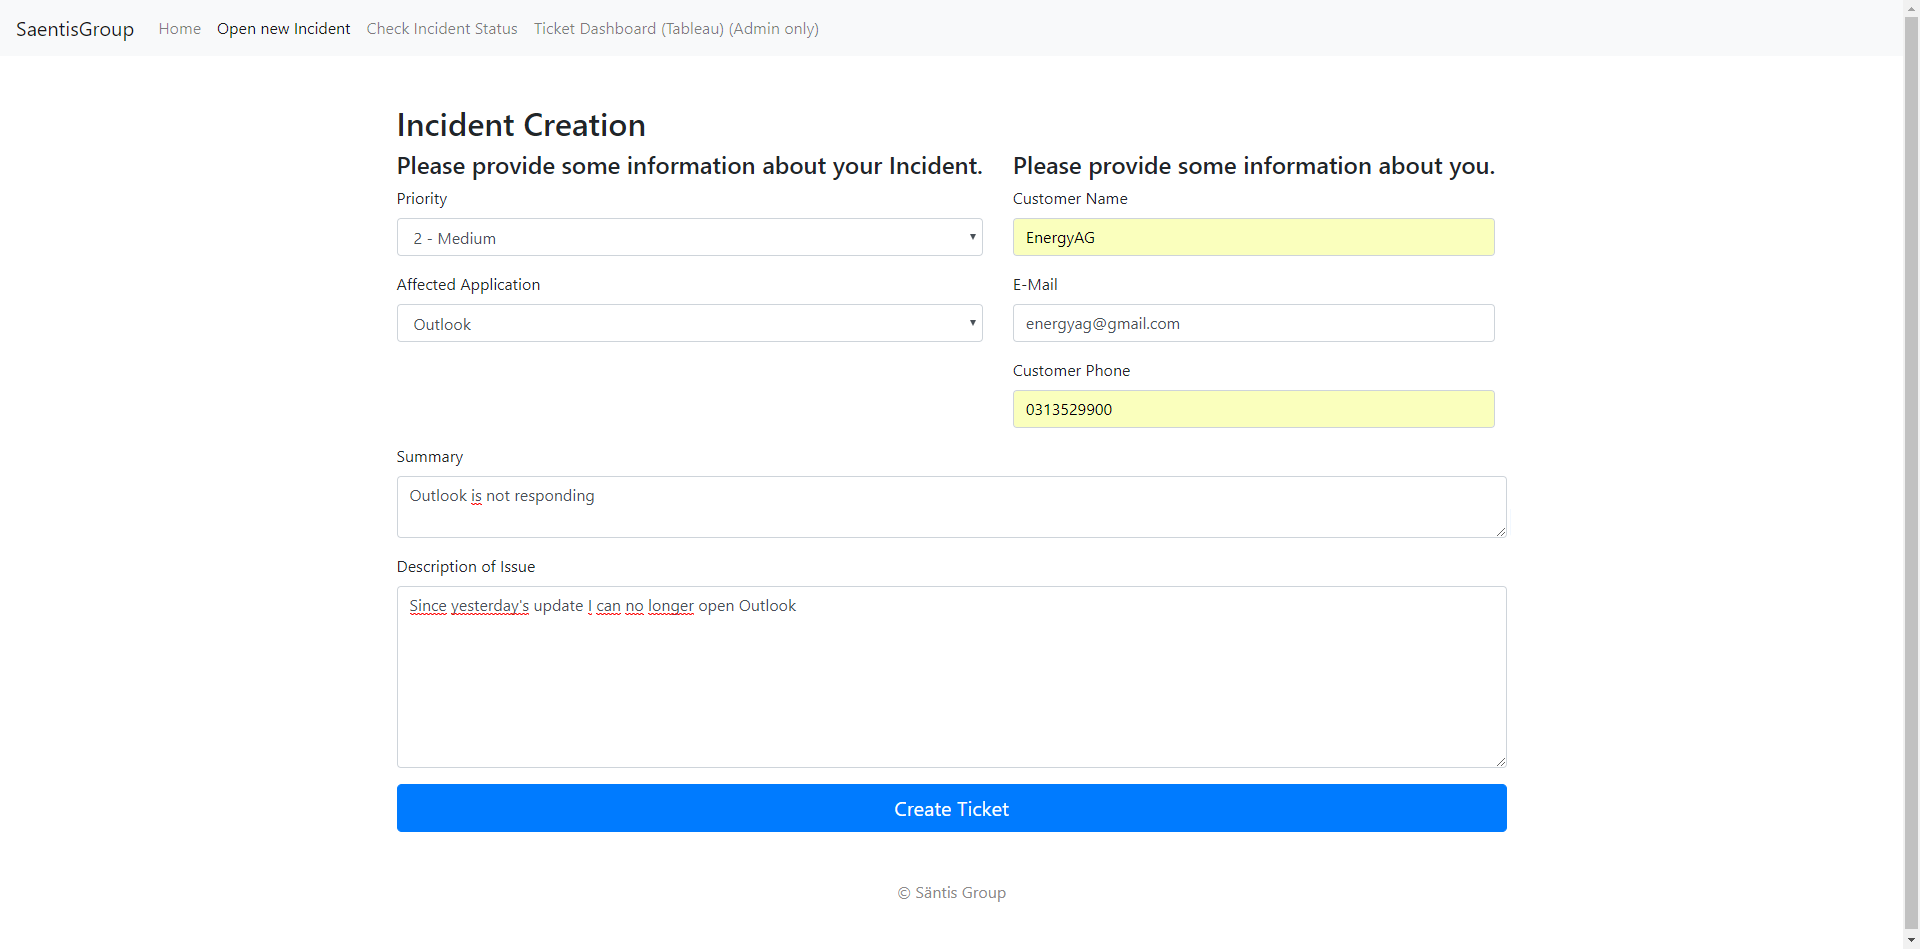 SaentisGroup Home Open new Incident Check Incident Status Ticket Dashboard (Tableau) (Admin only)
Incident Creation
Please provide some information about your Incident.
Priority
2 - Medium
Affected Application
Outlook
Please provide some information about you.
Customer Name
EnergyAG
E-Mail
energyag@gmail.com
Customer Phone
0313529900
Summary
Outlook is not responding
Description of Issue
Since yesterday's update I can no longer open Outlook
Create Ticket
© Säntis Group